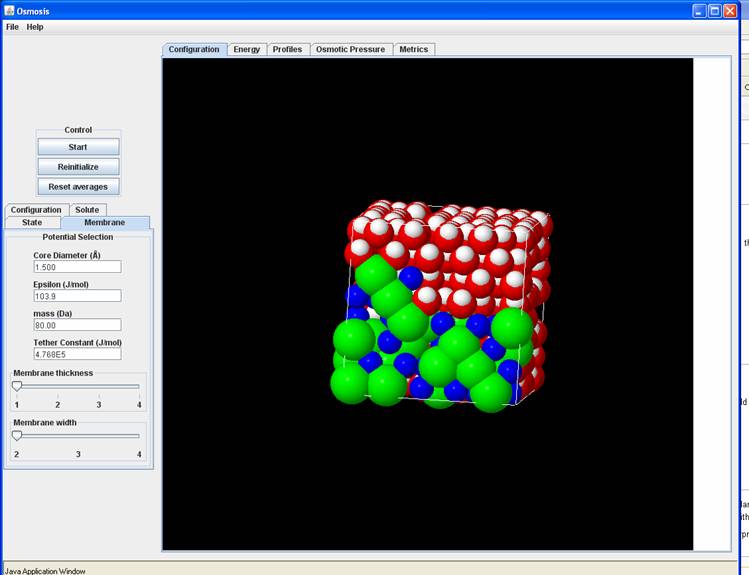 Osmosis
File Help
Configuration Energy Profiles Osmotic Pressure Metrics
Control
Start
Reinitialize
Reset averages
Configuration Solute
State Membrane
Potential Selection
Core Diameter (Å)
1.500
Epsilon (J/mol)
103.9
mass (Da)
80.00
Tether Constant (J/mol)
4.768E5
Membrane thickness
1 2 3 4
Membrane width
2 3 4
Java Application Window